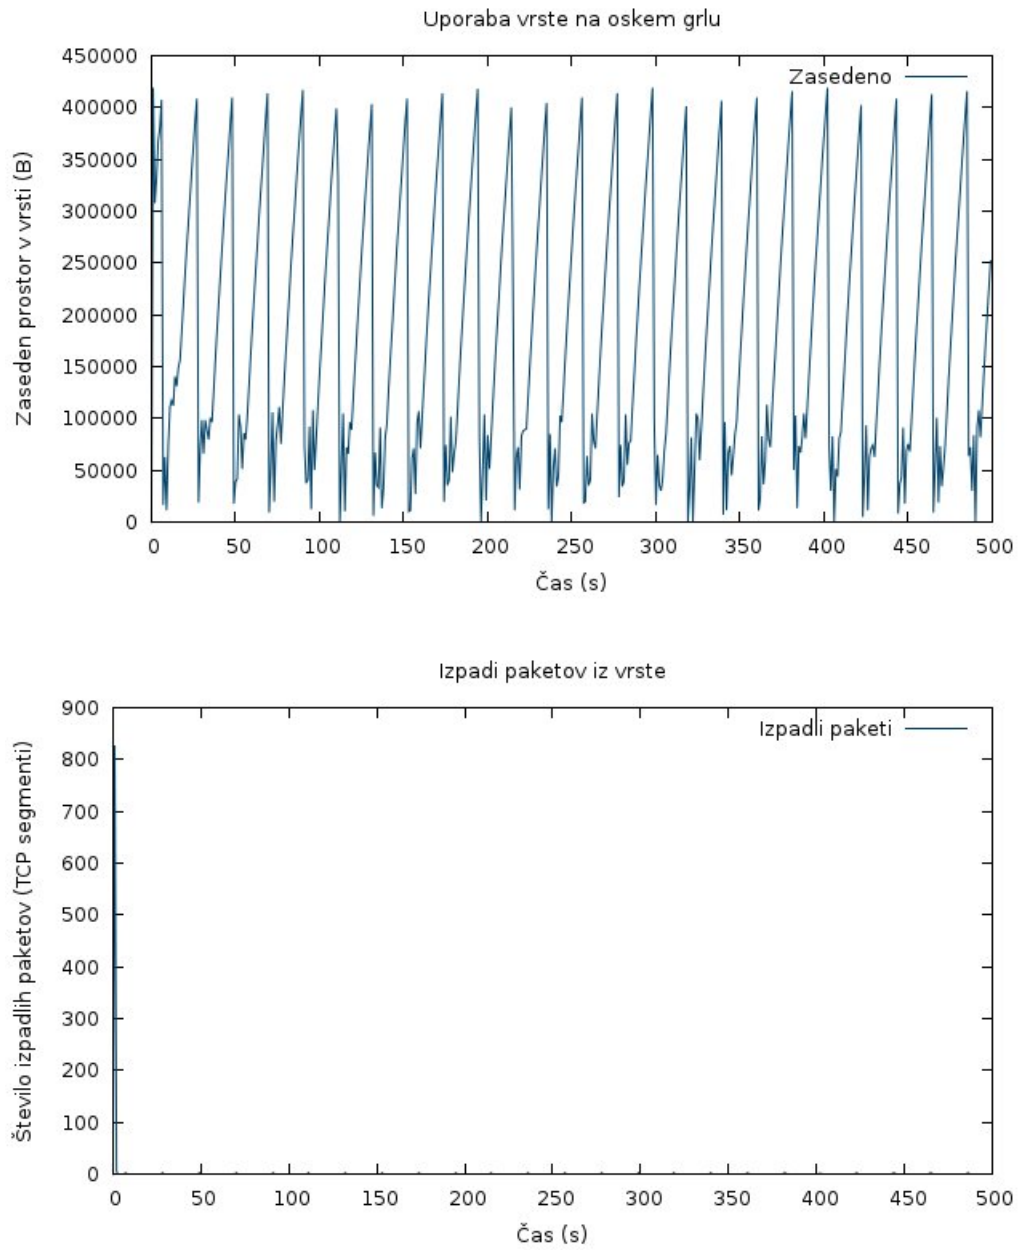 Uporaba vrste na oskem grlu
450000
400000
350000
300000
250000
200000
150000
100000
50000
0
Zaseden prostor v vrsti (B)
Zasedeno
0 50 100 150 200 250 300 350 400 450 500
Čas (s)
Izpadi paketov iz vrste
900
800
700
600
500
400
300
200
100
0
Število izpadlih paketov (TCP segmenti)
Izpadli paketi
0 50 100 150 200 250 300 350 400 450 500
Čas (s)